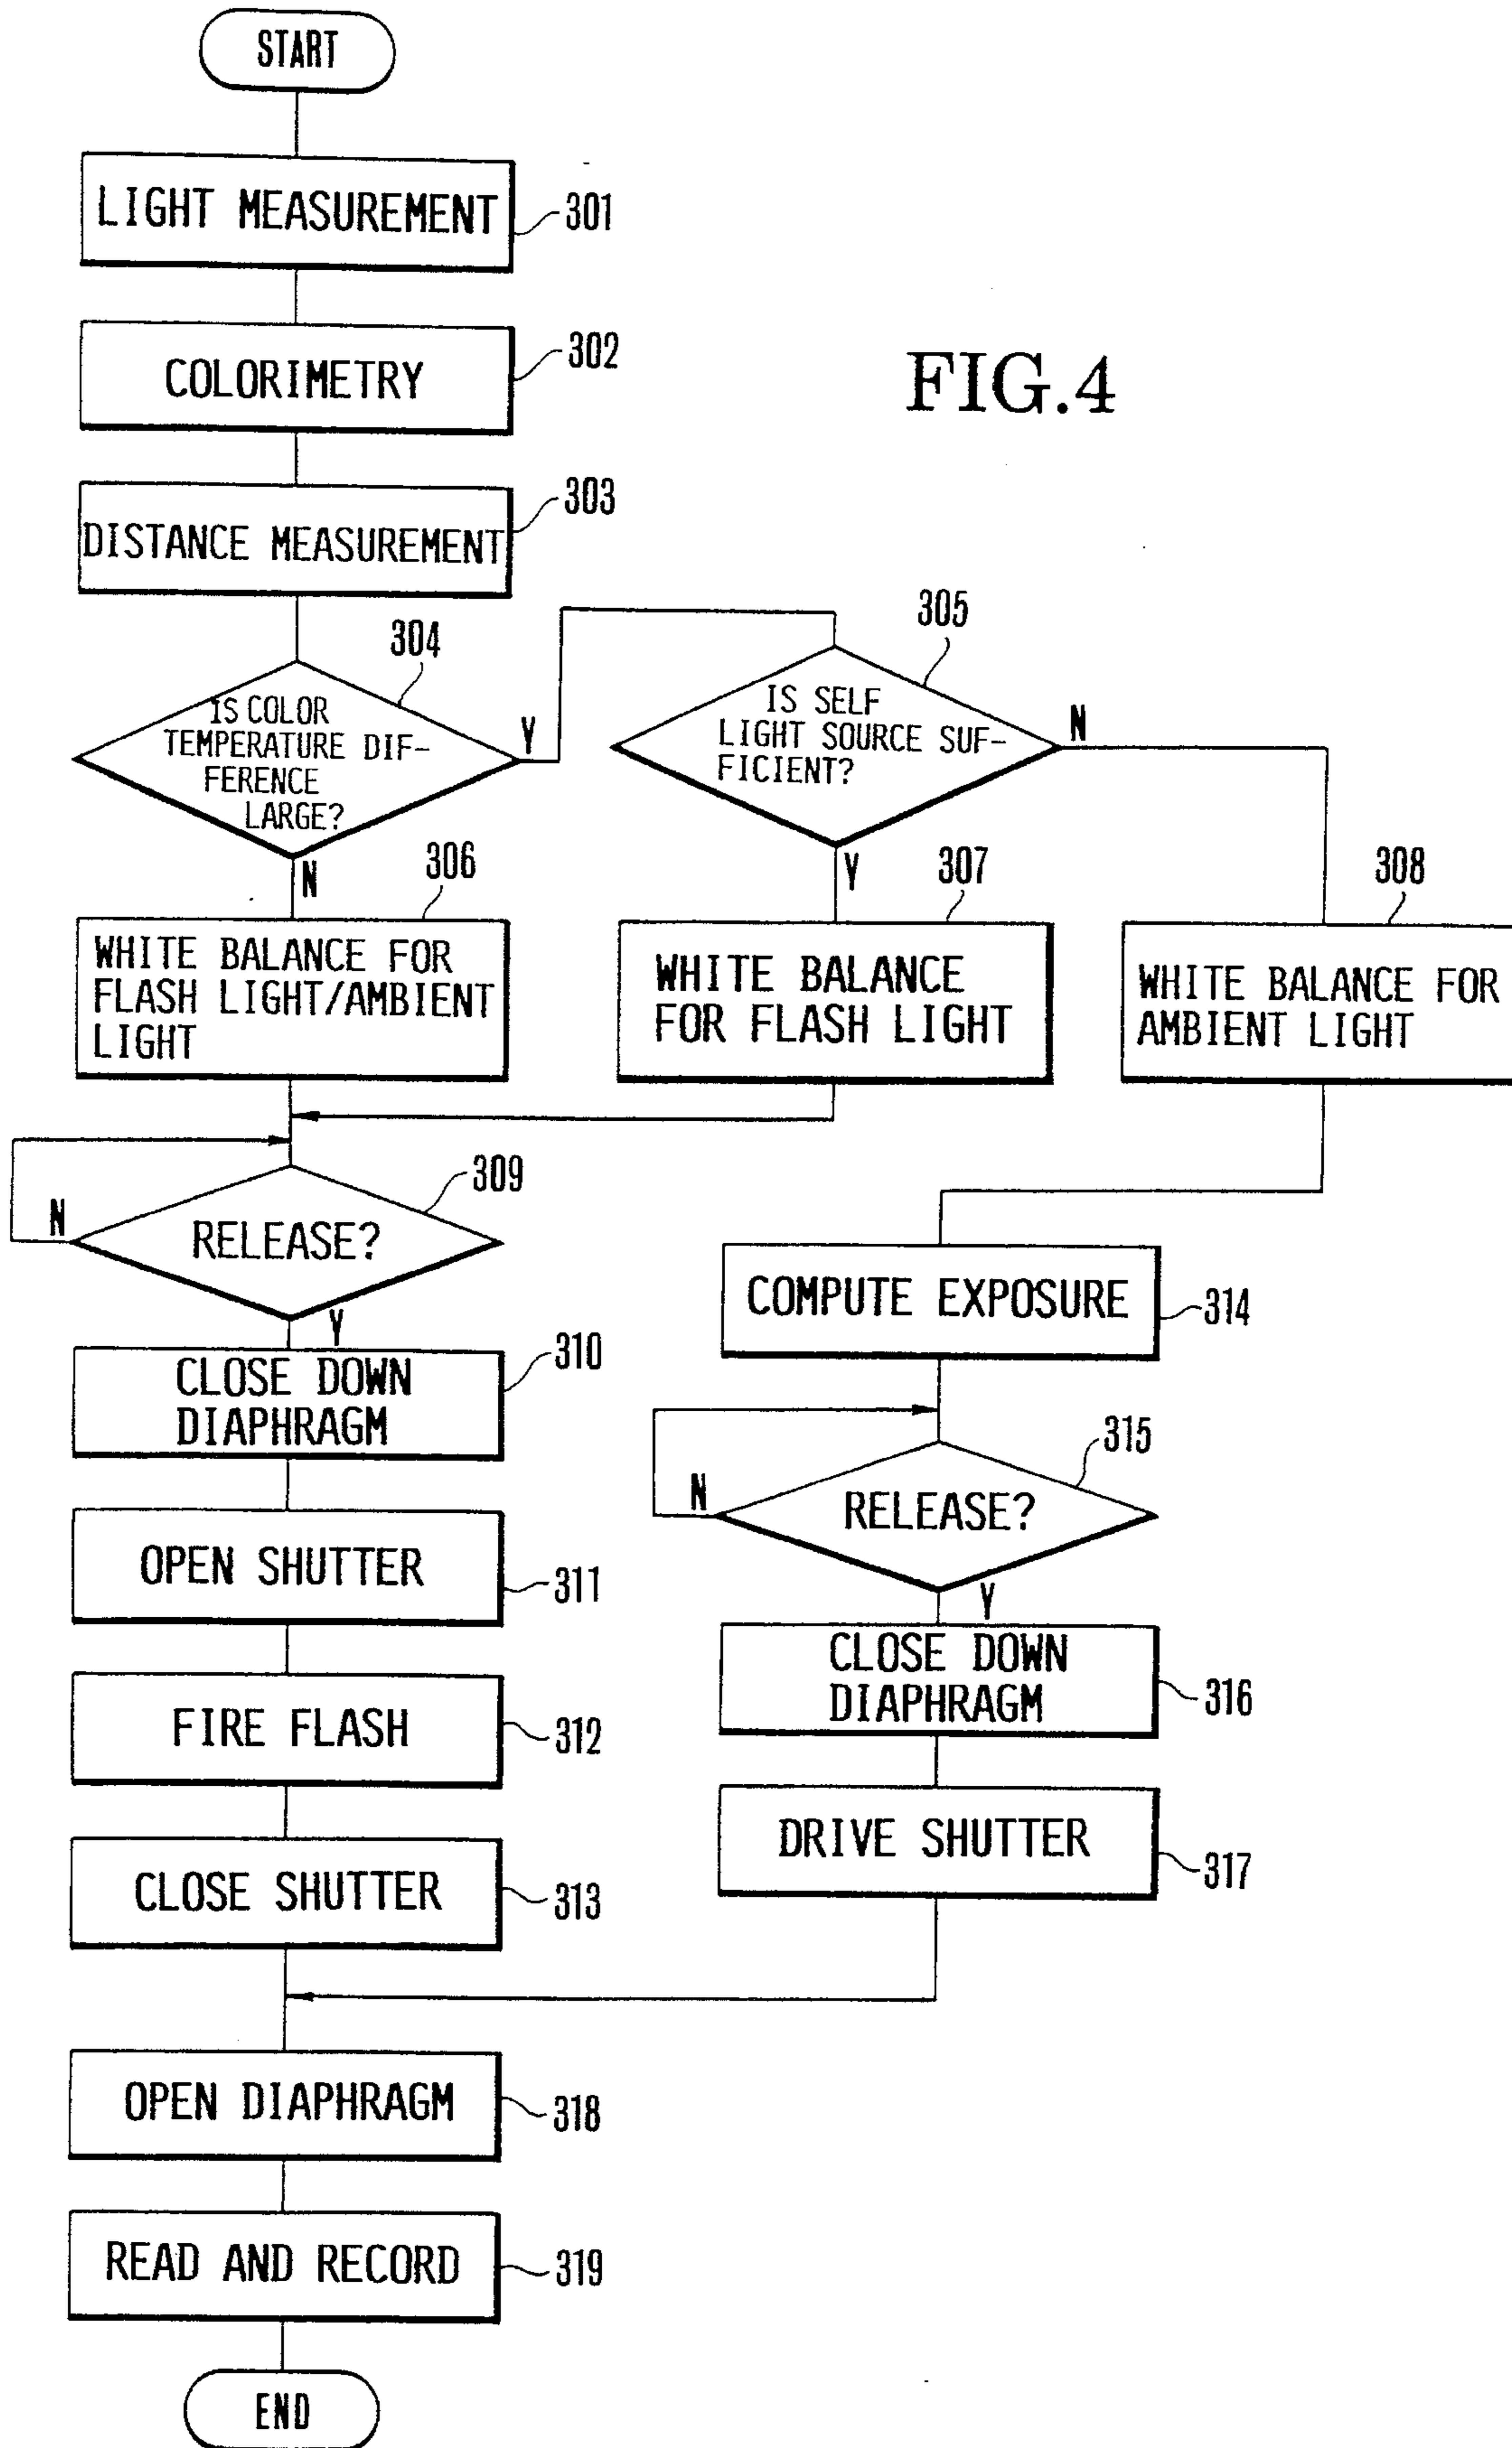 START
LIGHT MEASUREMENT
301
COLORIMETRY
302
FIG.4
DISTANCE MEASUREMENT
303
304
IS COLOR
TEMPERATURE DIF-
FERENCE
LARGE?
Y
N
305
IS SELF
LIGHT SOURCE SUF-
FICIENT?
N
Y
306
WHITE BALANCE FOR
FLASH LIGHT/AMBIENT
LIGHT
307
WHITE BALANCE
FOR FLASH LIGHT
308
WHITE BALANCE FOR
AMBIENT LIGHT
309
RELEASE?
N
Y
310
CLOSE DOWN
DIAPHRAGM
OPEN SHUTTER
311
FIRE FLASH
312
CLOSE SHUTTER
313
COMPUTE EXPOSURE
314
315
RELEASE?
N
Y
CLOSE DOWN
DIAPHRAGM
316
DRIVE SHUTTER
317
OPEN DIAPHRAGM
318
READ AND RECORD
319
END